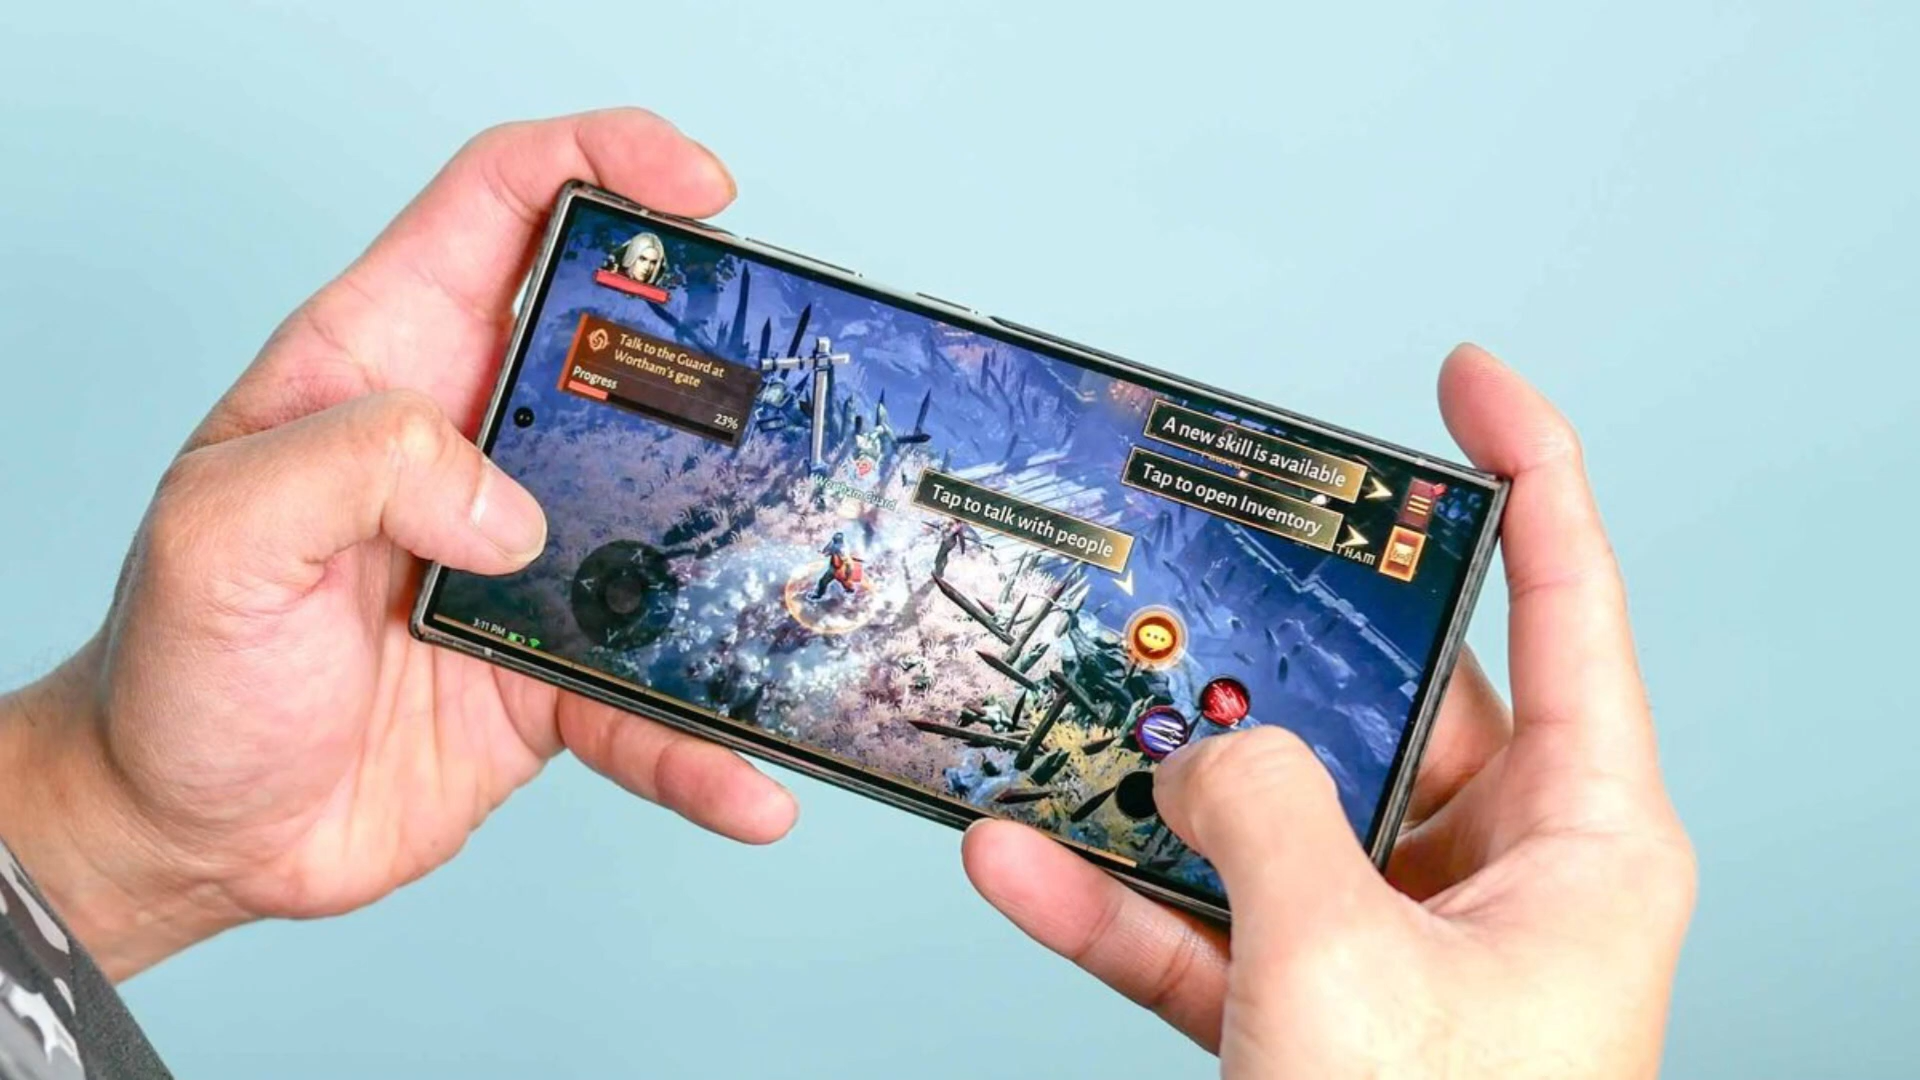 Talk to the Guard at
Wortham's gate
Progress
23%
A new skill is available
Tap to open Inventory
THAM
Wortham Guard
Tap to talk with people
2
3:11 PM